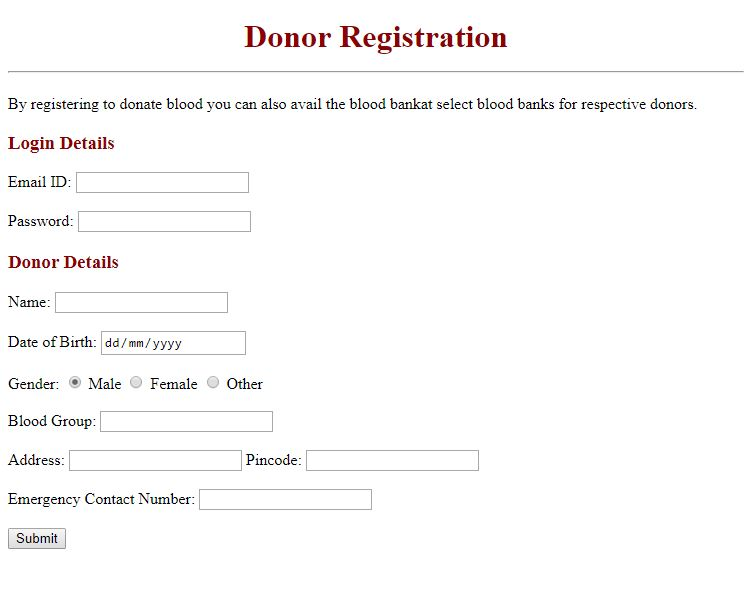 Donor Registration
By registering to donate blood you can also avail the blood bankat select blood banks for respective donors.
Login Details
Email ID:
Password:
Donor Details
Name:
Date of Birth: dd/mm/yyyy
Gender: Male Female Other
Blood Group:
Address: Pincode:
Emergency Contact Number:
Submit